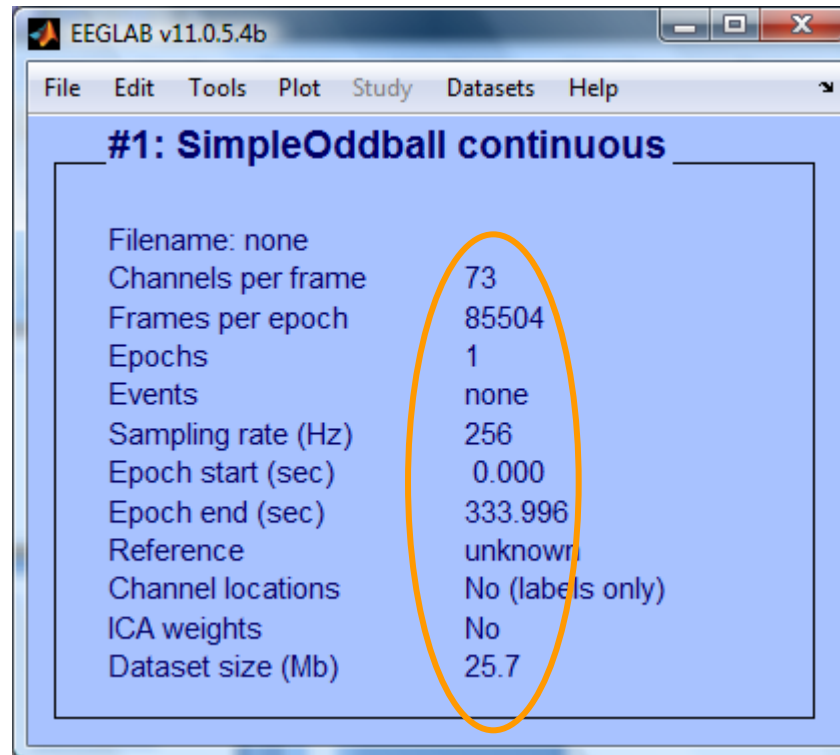 EEGLAB v11.0.5.4b
File Edit Tools Plot Study Datasets Help
#1: SimpleOddball continuous
Filename: none
Channels per frame 73
Frames per epoch 85504
Epochs 1
Events none
Sampling rate (Hz) 256
Epoch start (sec) 0.000
Epoch end (sec) 333.996
Reference unknown
Channel locations No (labels only)
ICA weights No
Dataset size (Mb) 25.7